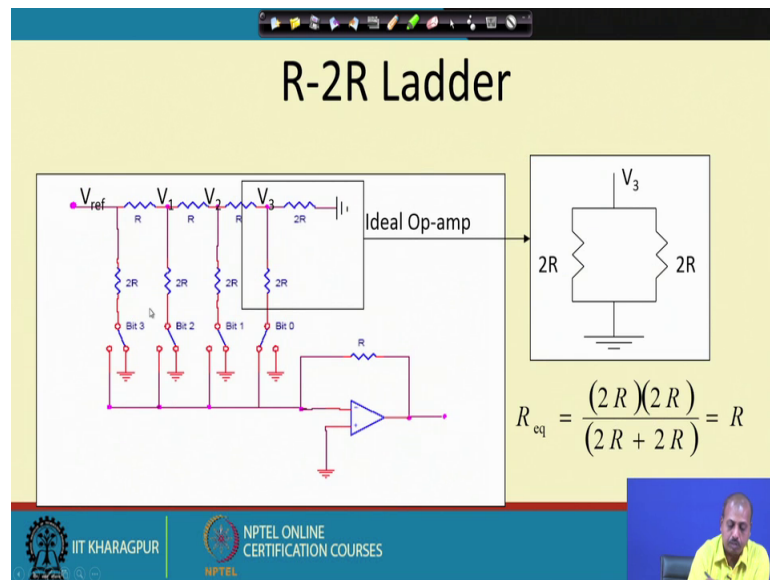 R-2R Ladder
Vref V1 V2 V3
R R R 2R
Ideal Op-amp
2R 2R 2R 2R
Bit 3 Bit 2 Bit 1 Bit 0
R
-
+
V3
2R 2R
Req = (2R)(2R) / (2R + 2R) = R
IIT KHARAGPUR
NPTEL
NPTEL ONLINE
CERTIFICATION COURSES